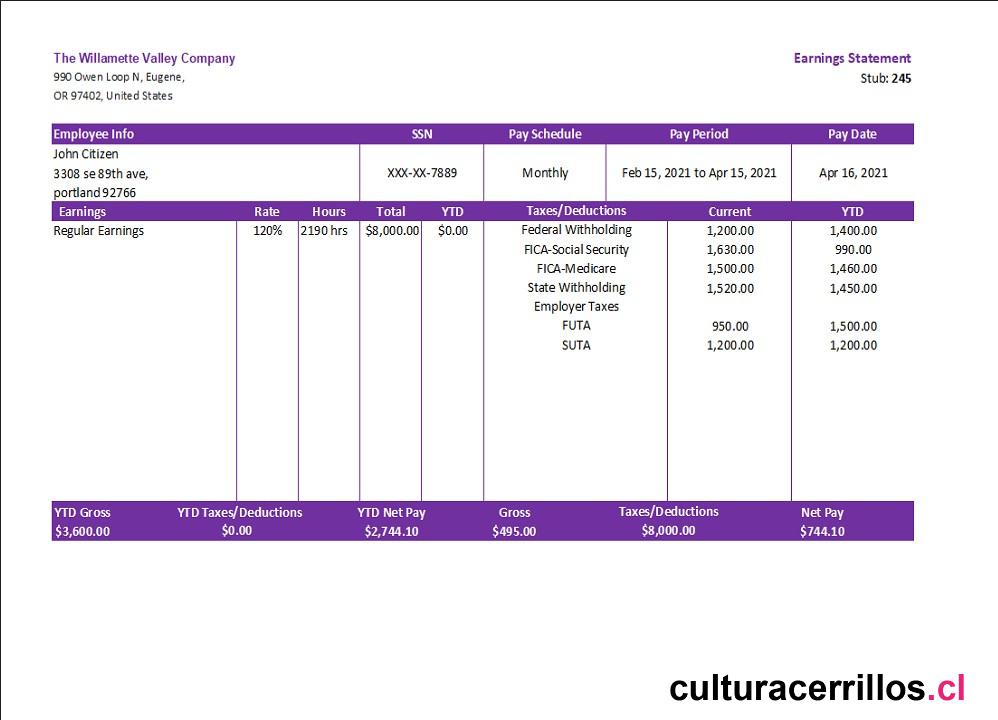 The Willamette Valley Company Earnings Statement
990 Owen Loop N, Eugene, Stub: 245
OR 97402, United States
Employee Info SSN Pay Schedule Pay Period Pay Date
John Citizen
3308 se 89th ave, XXX-XX-7889 Monthly Feb 15, 2021 to Apr 15, 2021 Apr 16, 2021
portland 92766
Earnings Rate Hours Total YTD Taxes/Deductions Current YTD
Regular Earnings 120% 2190 hrs $8,000.00 $0.00 Federal Withholding 1,200.00 1,400.00
FICA-Social Security 1,630.00 990.00
FICA-Medicare 1,500.00 1,460.00
State Withholding 1,520.00 1,450.00
Employer Taxes
FUTA 950.00 1,500.00
SUTA 1,200.00 1,200.00
YTD Gross YTD Taxes/Deductions YTD Net Pay Gross Taxes/Deductions Net Pay
$3,600.00 $0.00 $2,744.10 $495.00 $8,000.00 $744.10
culturacerrillos.cl